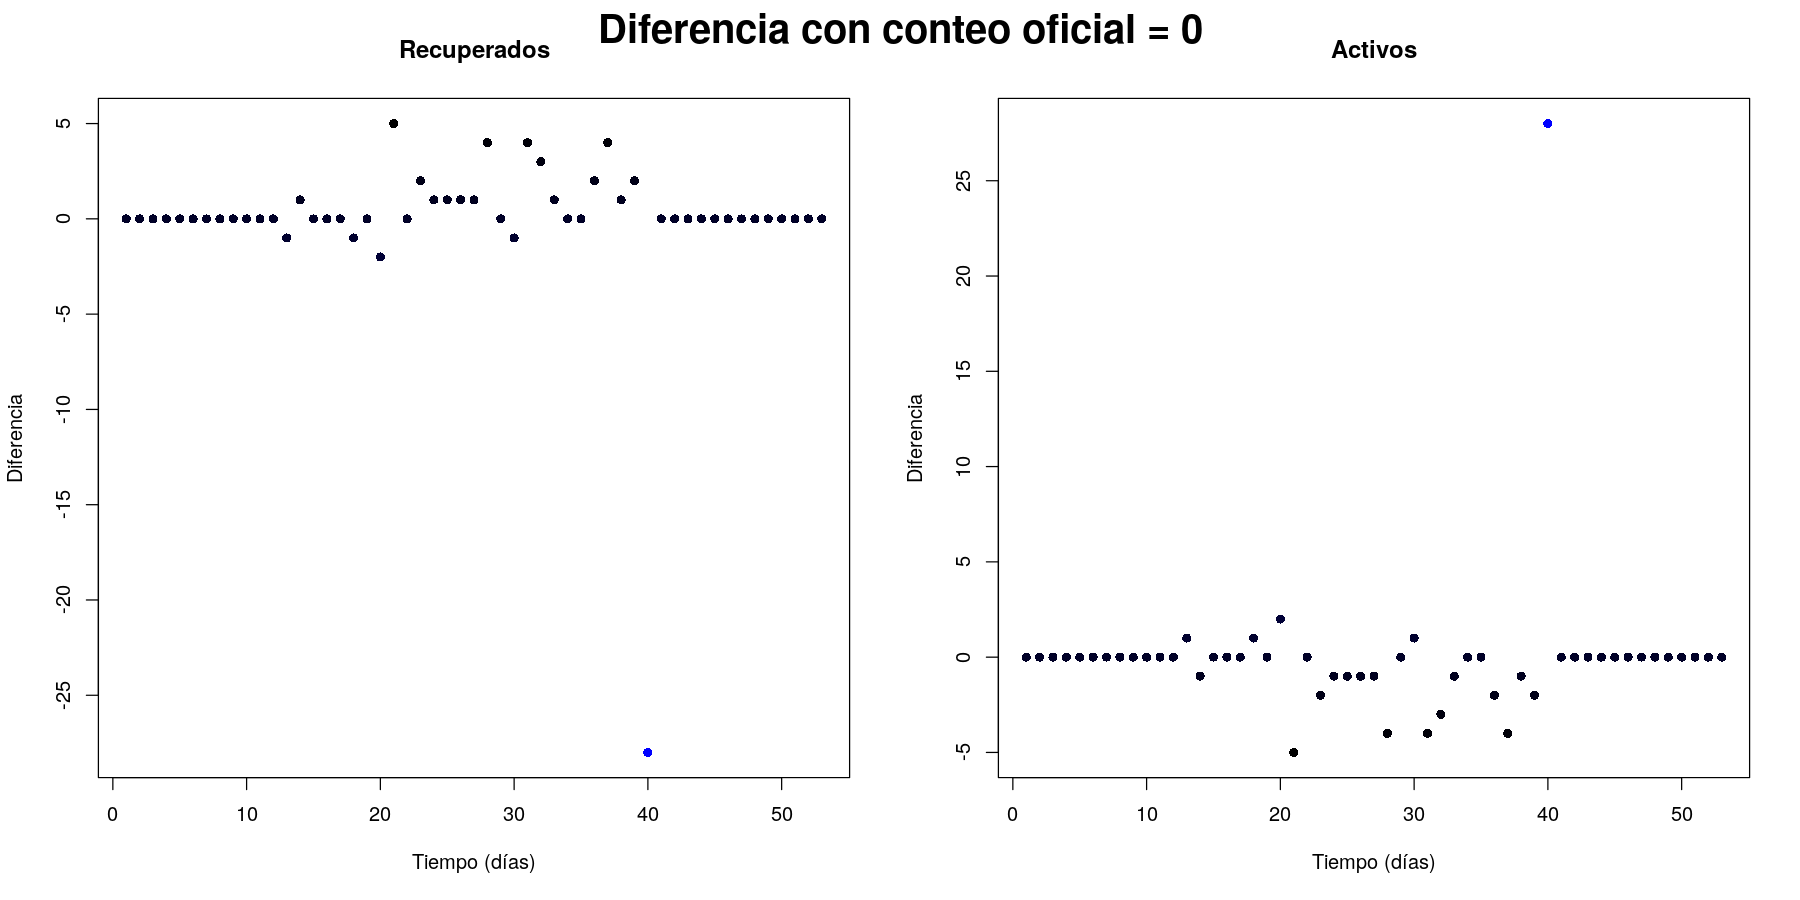 Diferencia con conteo oficial = 0
Recuperados
Diferencia
5
0
-5
-10
-15
-20
-25
0 10 20 30 40 50
Tiempo (días)
Activos
Diferencia
25
20
15
10
5
0
-5
0 10 20 30 40 50
Tiempo (días)